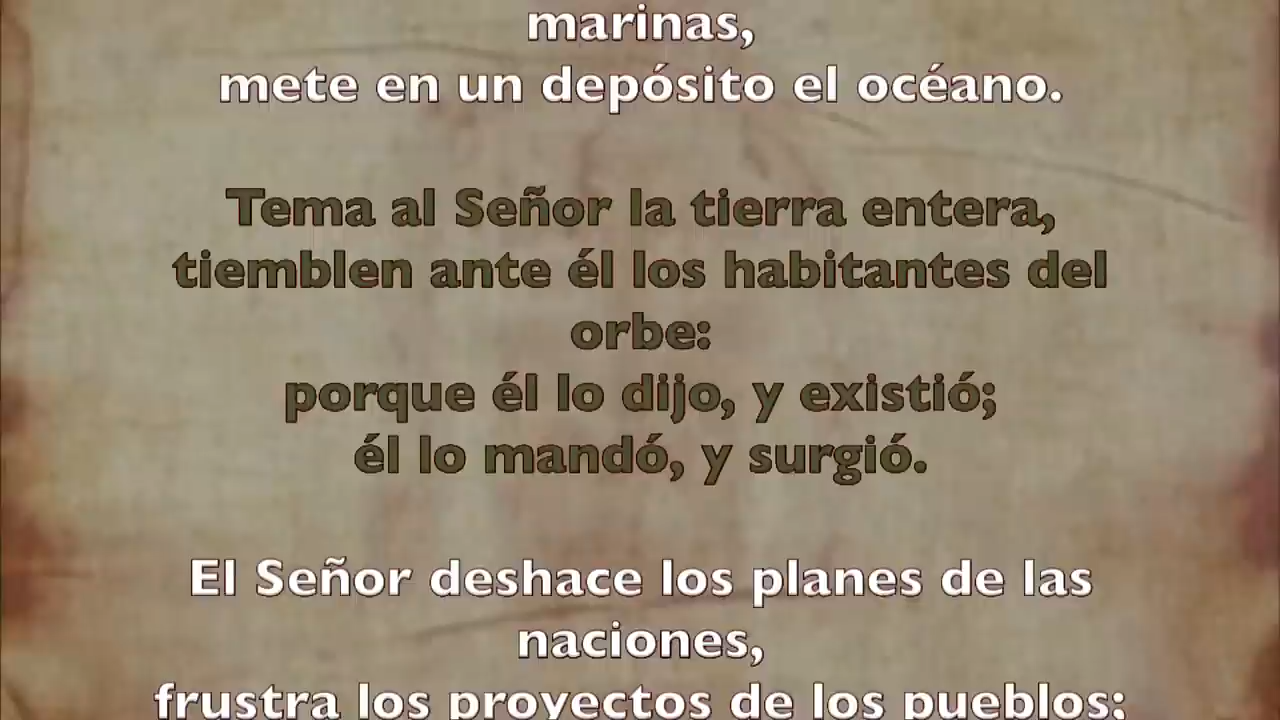 marinas,
mete en un depósito el océano.
Tema al Señor la tierra entera,
tiemblen ante él los habitantes del
orbe:
porque él lo dijo, y existió;
él lo mandó, y surgió.
El Señor deshace los planes de las
naciones,
frustra los proyectos de los pueblos;